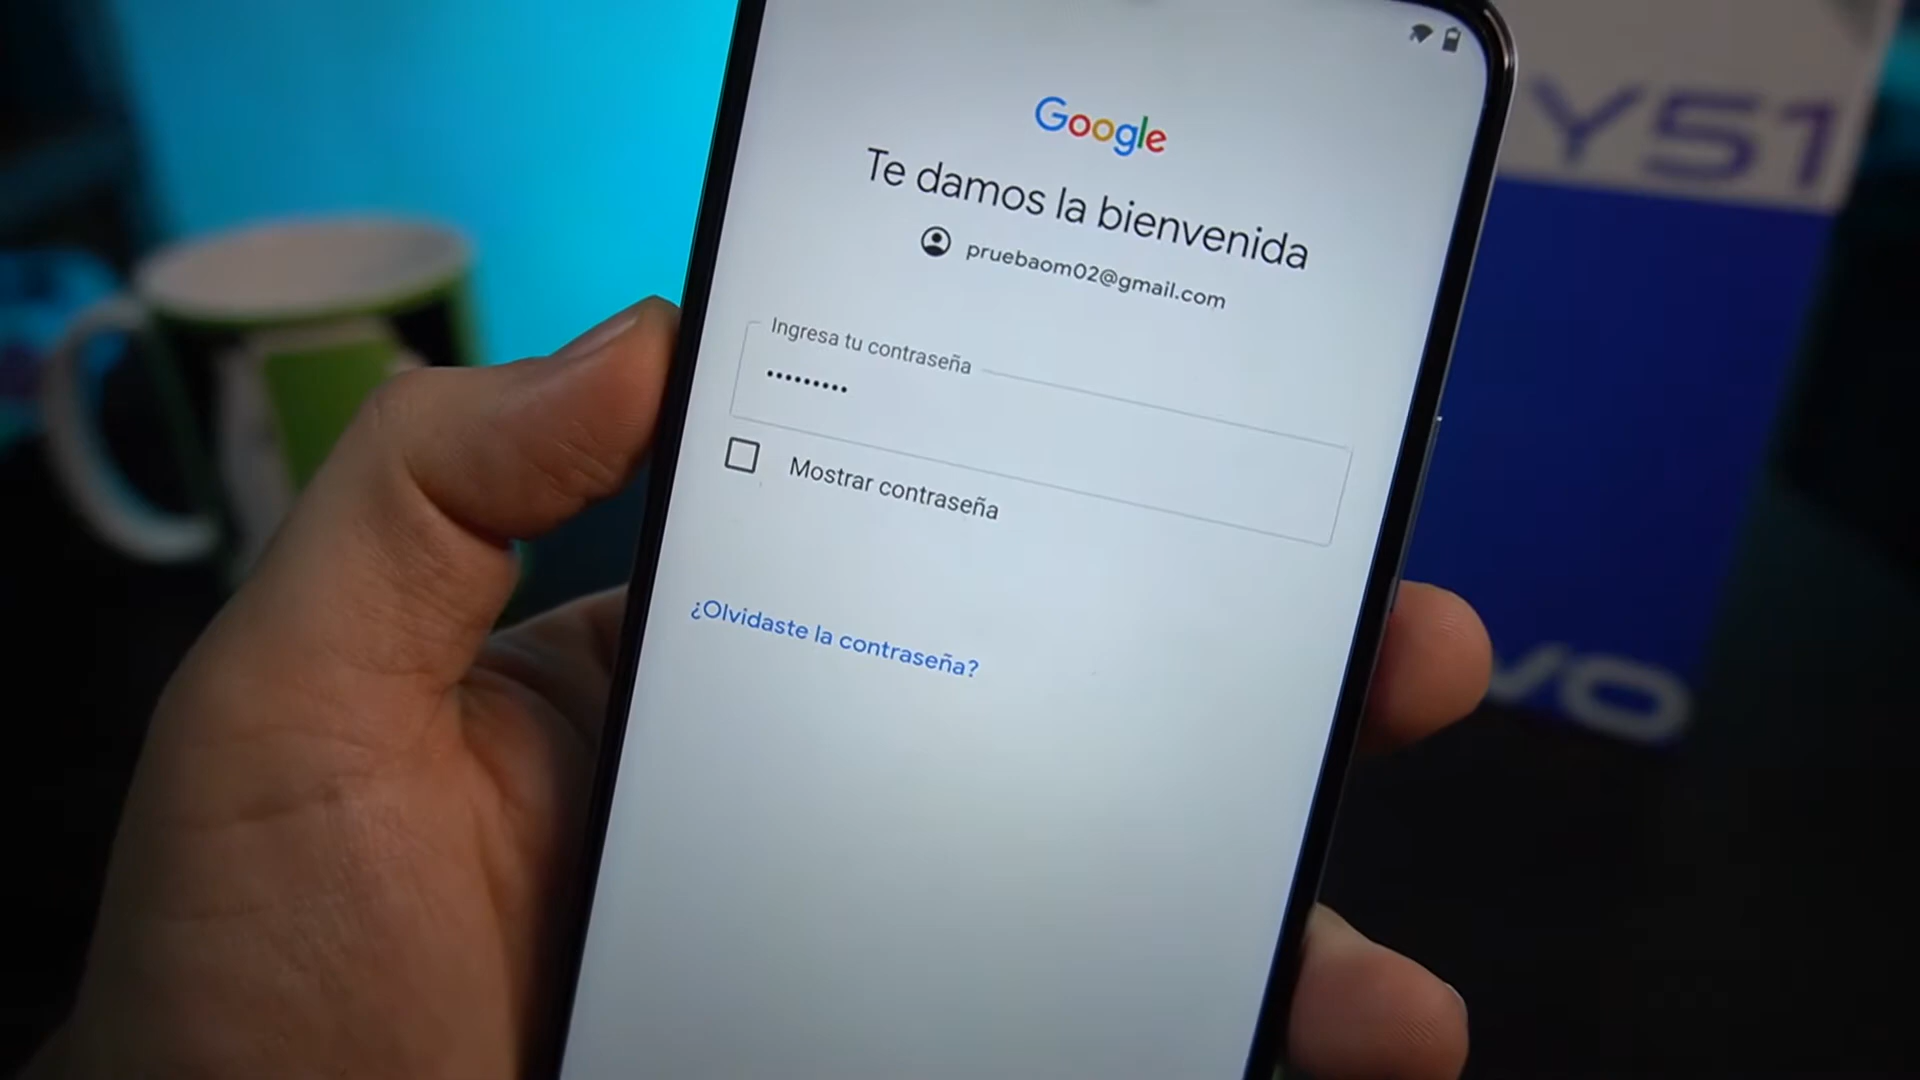 Google
Te damos la bienvenida
pruebaom02@gmail.com
Ingresa tu contraseña
•••••••••
Mostrar contraseña
¿Olvidaste la contraseña?
Y51
vo